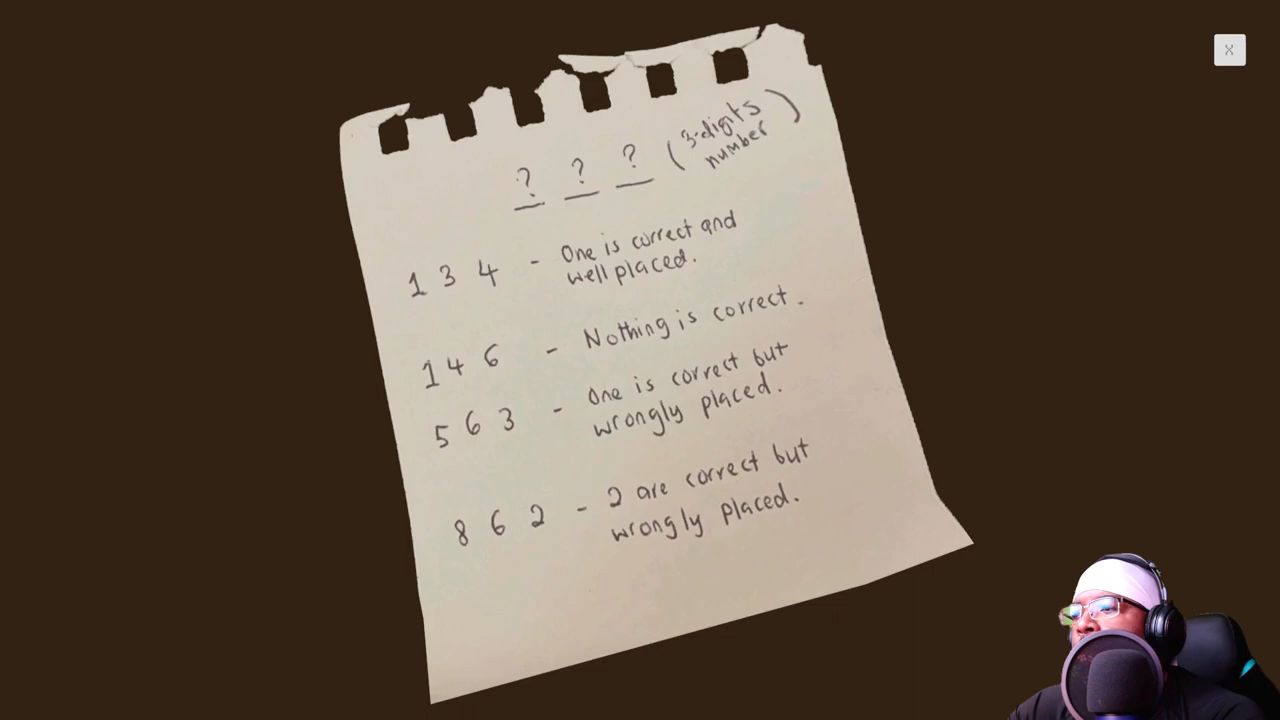 ? ? ? (3-digits
number)
1 3 4 - One is correct and
well placed.
1 4 6 - Nothing is correct.
5 6 3 - One is correct but
wrongly placed.
8 6 2 - 2 are correct but
wrongly placed.
X